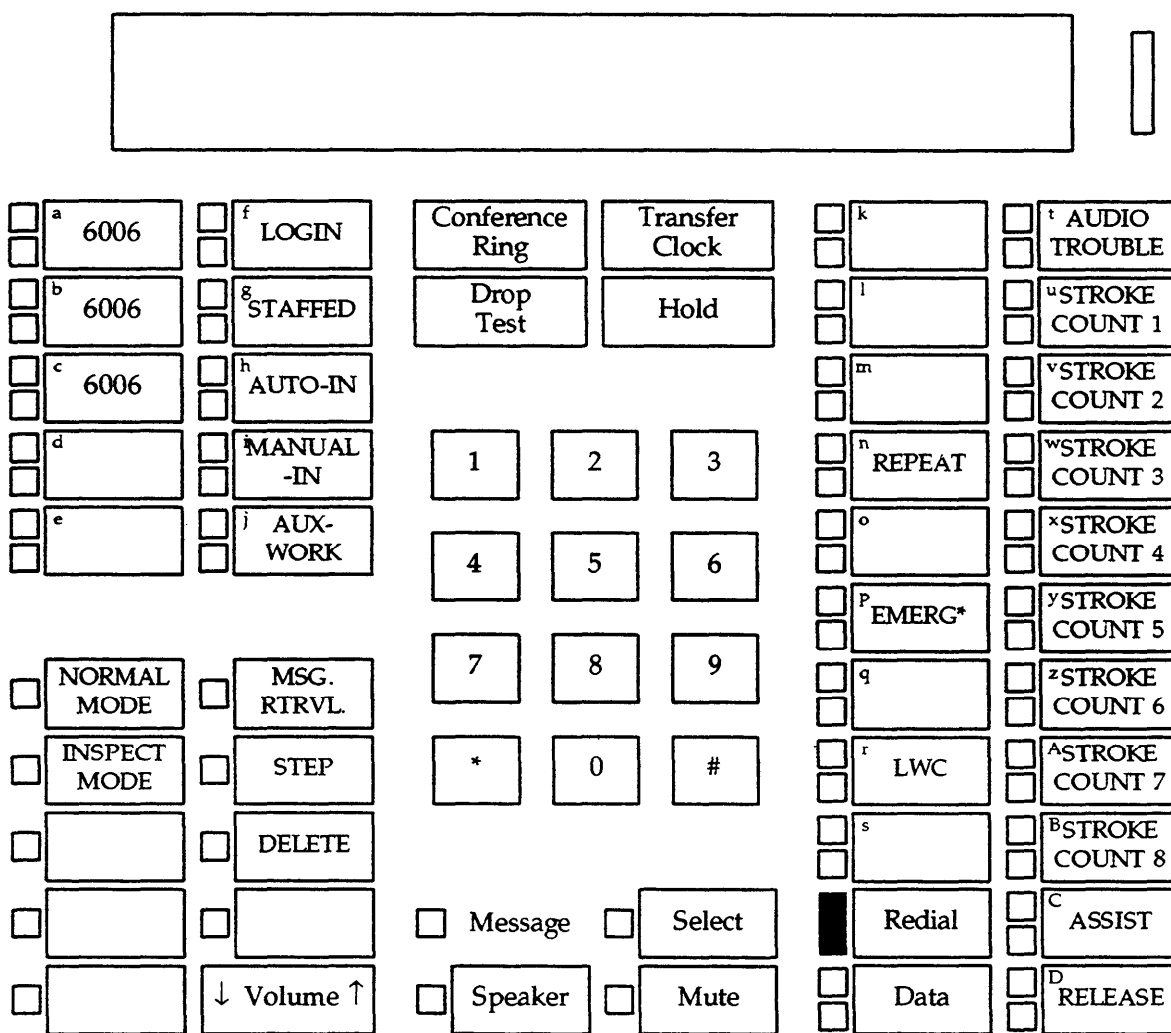 a 6006
f LOGIN
Conference
Ring
Transfer
Clock
k
t AUDIO
TROUBLE
b 6006
g STAFFED
Drop
Test
Hold
l
u STROKE
COUNT 1
c 6006
h AUTO-IN
m
v STROKE
COUNT 2
d
i MANUAL
-IN
1 2 3
n REPEAT
w STROKE
COUNT 3
e
j AUX-
WORK
4 5 6
o
x STROKE
COUNT 4
p EMERG*
y STROKE
COUNT 5
NORMAL
MODE
MSG.
RTRVL.
7 8 9
q
z STROKE
COUNT 6
INSPECT
MODE
STEP
* 0 #
r LWC
A STROKE
COUNT 7
DELETE
s
B STROKE
COUNT 8
Message
Select
Redial
C ASSIST
↓ Volume ↑
Speaker
Mute
Data
D RELEASE